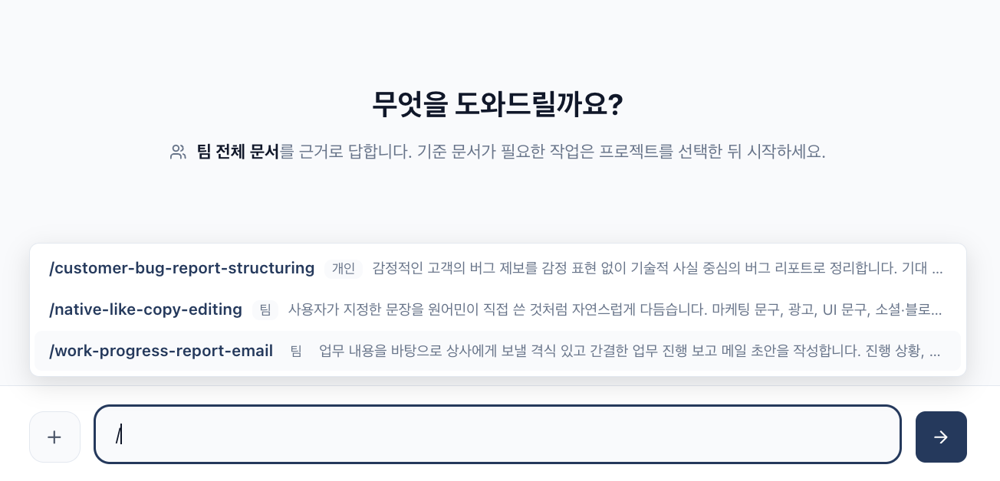 무엇을 도와드릴까요?
팀 전체 문서를 근거로 답합니다. 기준 문서가 필요한 작업은 프로젝트를 선택한 뒤 시작하세요.
/customer-bug-report-structuring 개인 감정적인 고객의 버그 제보를 감정 표현 없이 기술적 사실 중심의 버그 리포트로 정리합니다. 기대 ...
/native-like-copy-editing 팀 사용자가 지정한 문장을 원어민이 직접 쓴 것처럼 자연스럽게 다듬습니다. 마케팅 문구, 광고, UI 문구, 소셜·블로...
/work-progress-report-email 팀 업무 내용을 바탕으로 상사에게 보낼 격식 있고 간결한 업무 진행 보고 메일 초안을 작성합니다. 진행 상황, ...
/